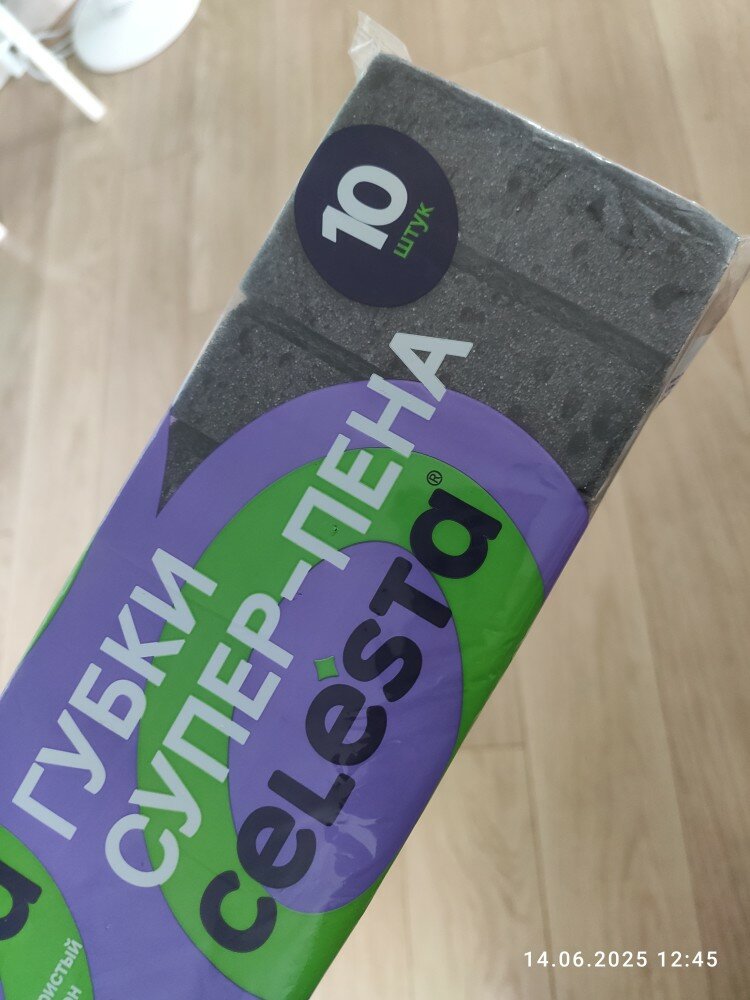 10
штук
ГУБКИ
СУПЕР-ПЕНА
celesta®
14.06.2025 12:45